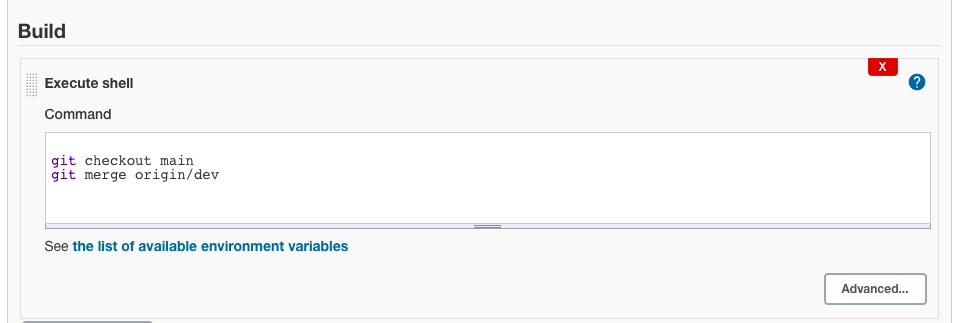 Build
X
Execute shell
?
Command
git checkout main
git merge origin/dev
See the list of available environment variables
Advanced...